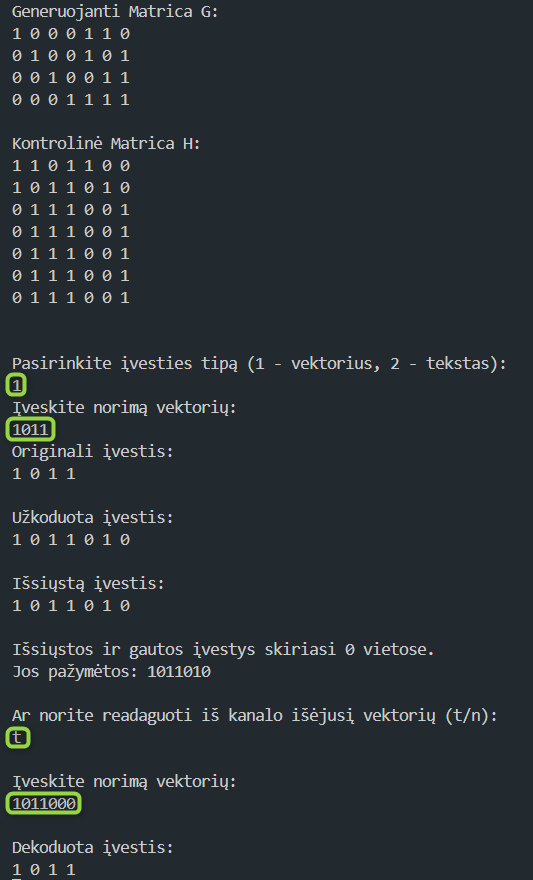 Generuojanti Matrica G:
1 0 0 0 1 1 0
0 1 0 0 1 0 1
0 0 1 0 0 1 1
0 0 0 1 1 1 1
Kontrolinė Matrica H:
1 1 0 1 1 0 0
1 0 1 1 0 1 0
0 1 1 1 0 0 1
0 1 1 1 0 0 1
0 1 1 1 0 0 1
0 1 1 1 0 0 1
0 1 1 1 0 0 1
Pasirinkite įvesties tipą (1 - vektorius, 2 - tekstas):
1
Įveskite norimą vektorių:
1011
Originali įvestis:
1 0 1 1
Užkoduota įvestis:
1 0 1 1 0 1 0
Išsiųstą įvestis:
1 0 1 1 0 1 0
Išsiųstos ir gautos įvestys skiriasi 0 vietose.
Jos pažymėtos: 1011010
Ar norite readaguoti iš kanalo išėjusį vektorių (t/n):
t
Įveskite norimą vektorių:
1011000
Dekoduota įvestis:
1 0 1 1